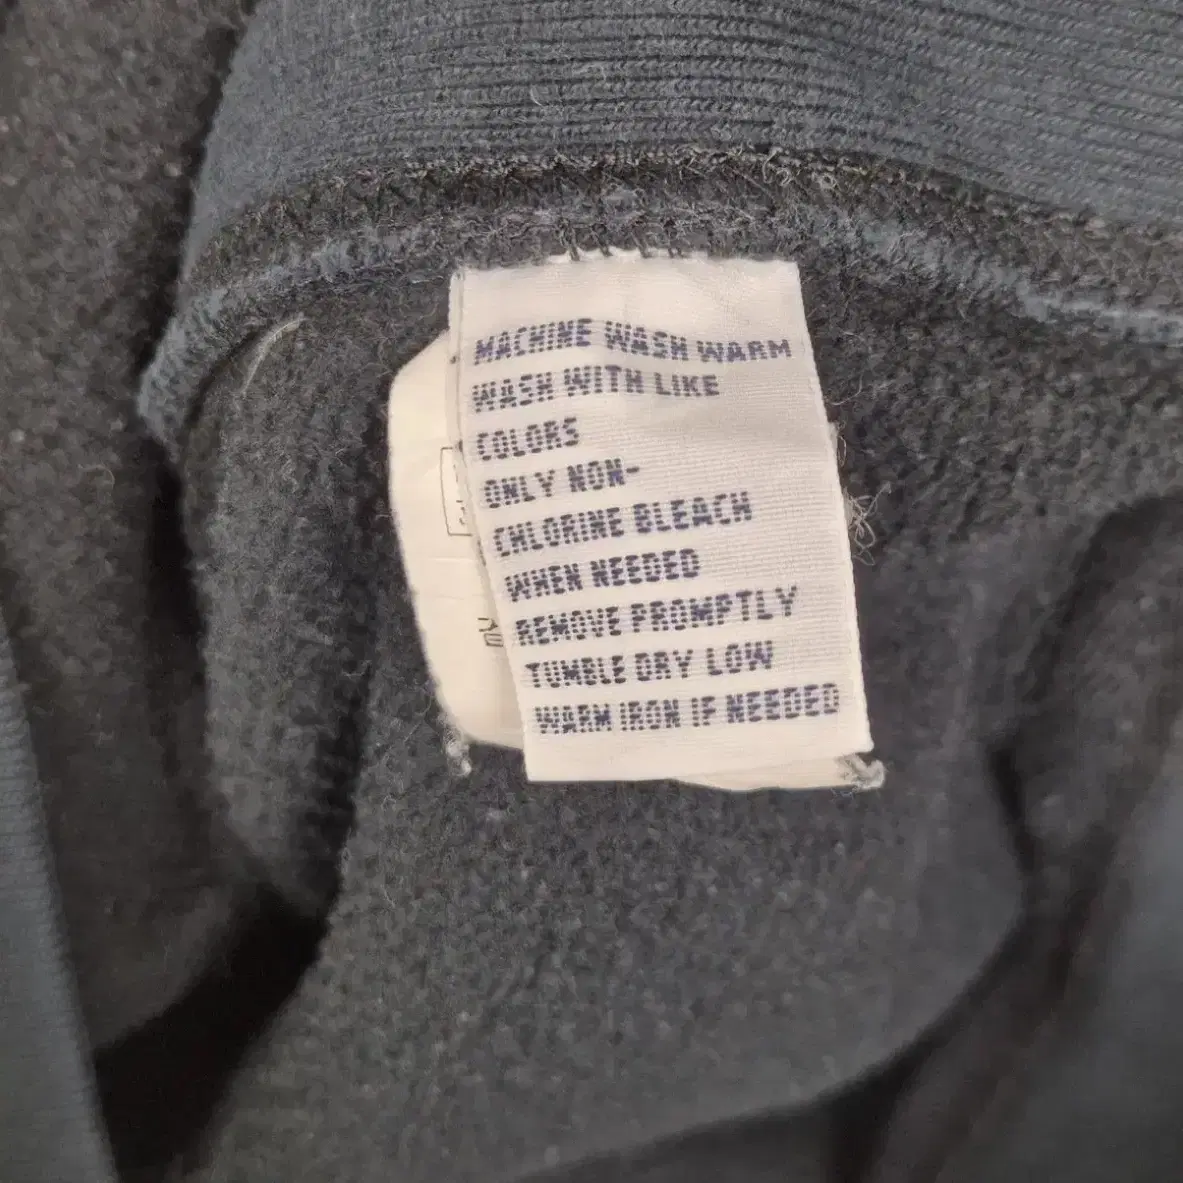 MACHINE WASH WARM
WASH WITH LIKE
COLORS
ONLY NON-
CHLORINE BLEACH
WHEN NEEDED
REMOVE PROMPTLY
TUMBLE DRY LOW
WARM IRON IF NEEDED